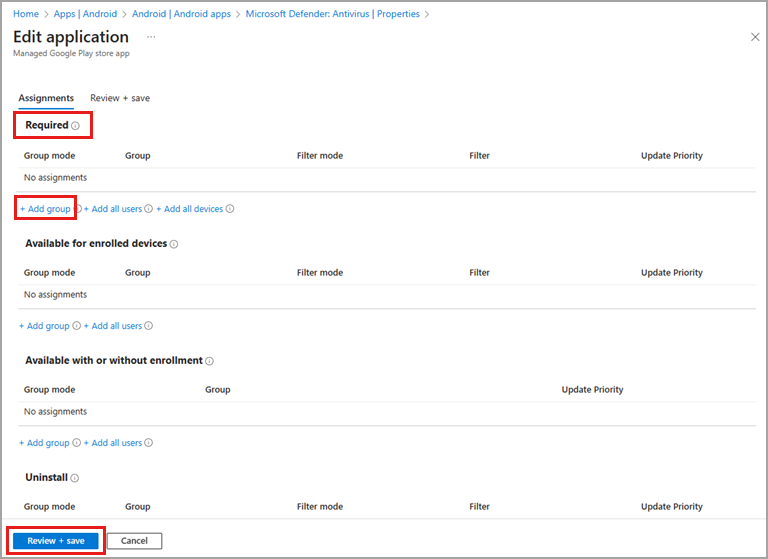 Home > Apps | Android > Android | Android apps > Microsoft Defender: Antivirus | Properties >
Edit application ...
Managed Google Play store app
Assignments Review + save
Required
Group mode Group Filter mode Filter Update Priority
No assignments
+ Add group + Add all users + Add all devices
Available for enrolled devices
Group mode Group Filter mode Filter Update Priority
No assignments
+ Add group + Add all users
Available with or without enrollment
Group mode Group Update Priority
No assignments
+ Add group + Add all users
Uninstall
Group mode Group Filter mode Filter Update Priority
Review + save Cancel